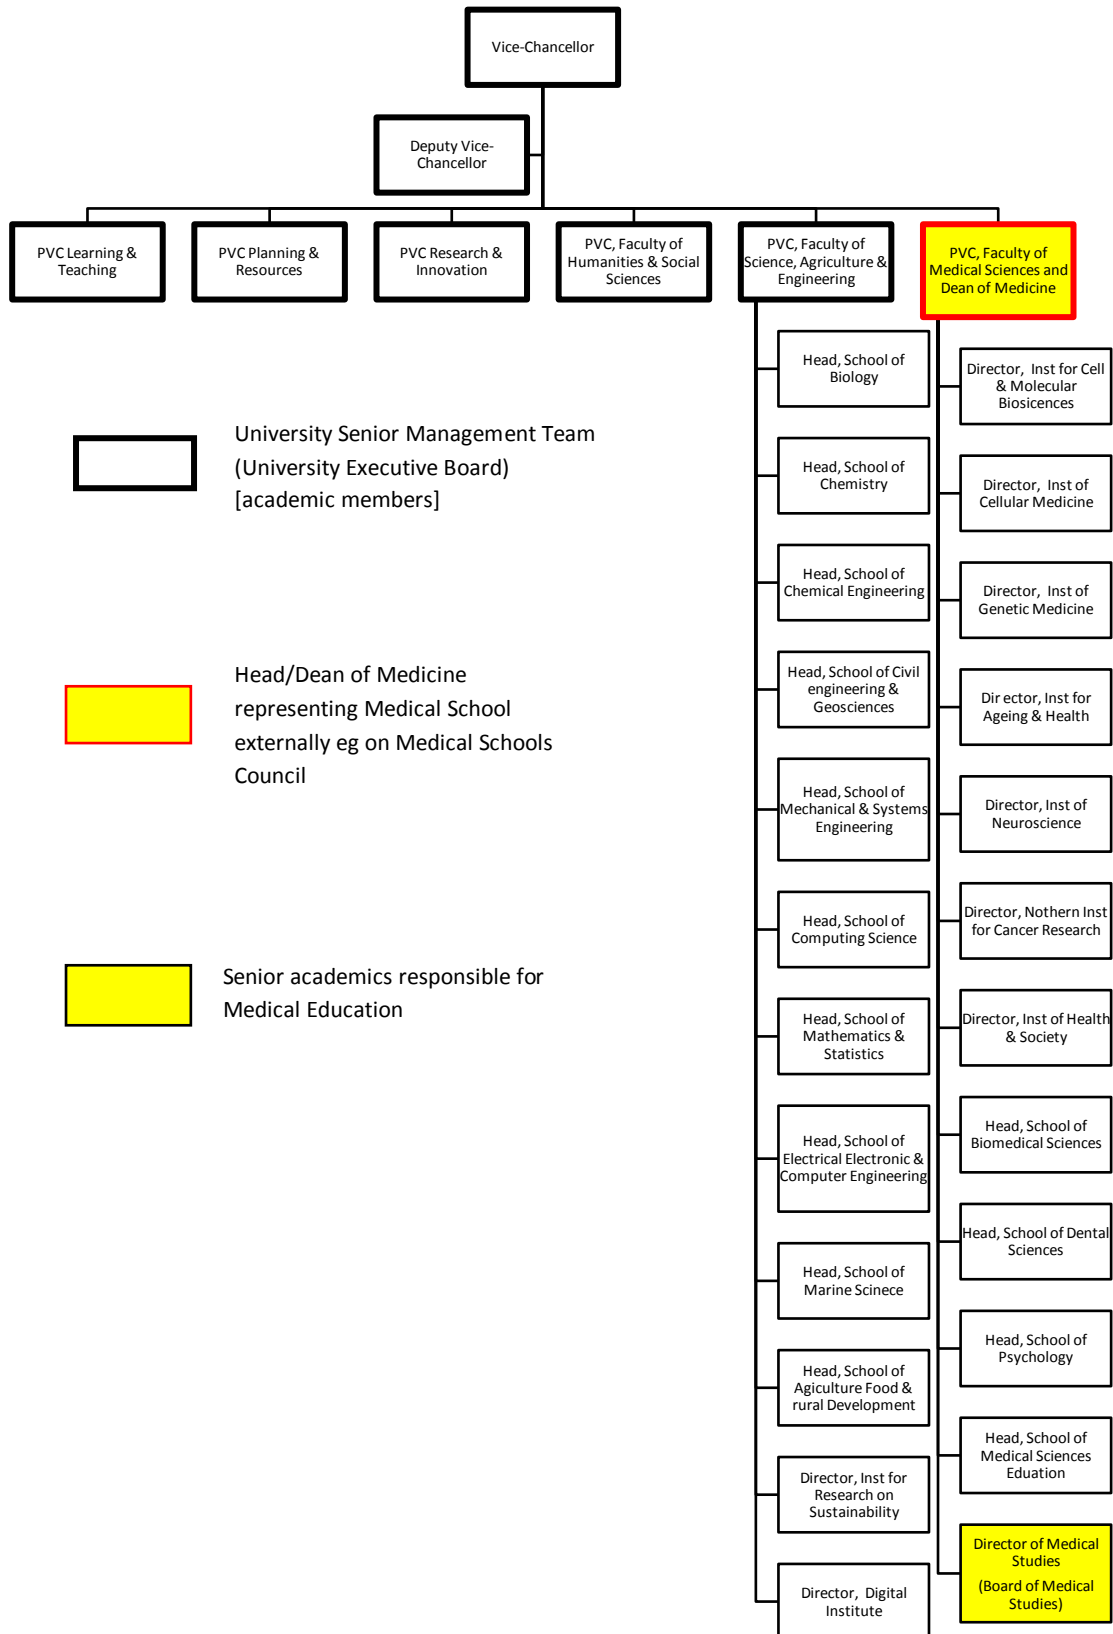 Vice-Chancellor
Deputy Vice-
Chancellor
PVC Learning &
Teaching
PVC Planning &
Resources
PVC Research &
Innovation
PVC, Faculty of
Humanities & Social
Sciences
PVC, Faculty of
Science, Agriculture &
Engineering
PVC, Faculty of
Medical Sciences and
Dean of Medicine
University Senior Management Team
(University Executive Board)
[academic members]
Head/Dean of Medicine
representing Medical School
externally eg on Medical Schools
Council
Senior academics responsible for
Medical Education
Head, School of
Biology
Head, School of
Chemistry
Head, School of
Chemical Engineering
Head, School of Civil
engineering &
Geosciences
Head, School of
Mechanical & Systems
Engineering
Head, School of
Computing Science
Head, School of
Mathematics &
Statistics
Head, School of
Electrical Electronic &
Computer Engineering
Head, School of
Marine Scinece
Head, School of
Agiculture Food &
rural Development
Director, Inst for
Research on
Sustainability
Director, Digital
Institute
Director, Inst for Cell
& Molecular
Biosicences
Director, Inst of
Cellular Medicine
Director, Inst of
Genetic Medicine
Director, Inst for
Ageing & Health
Director, Inst of
Neuroscience
Director, Nothern Inst
for Cancer Research
Director, Inst of Health
& Society
Head, School of
Biomedical Sciences
Head, School of Dental
Sciences
Head, School of
Psychology
Head, School of
Medical Sciences
Eduation
Director of Medical
Studies
(Board of Medical
Studies)